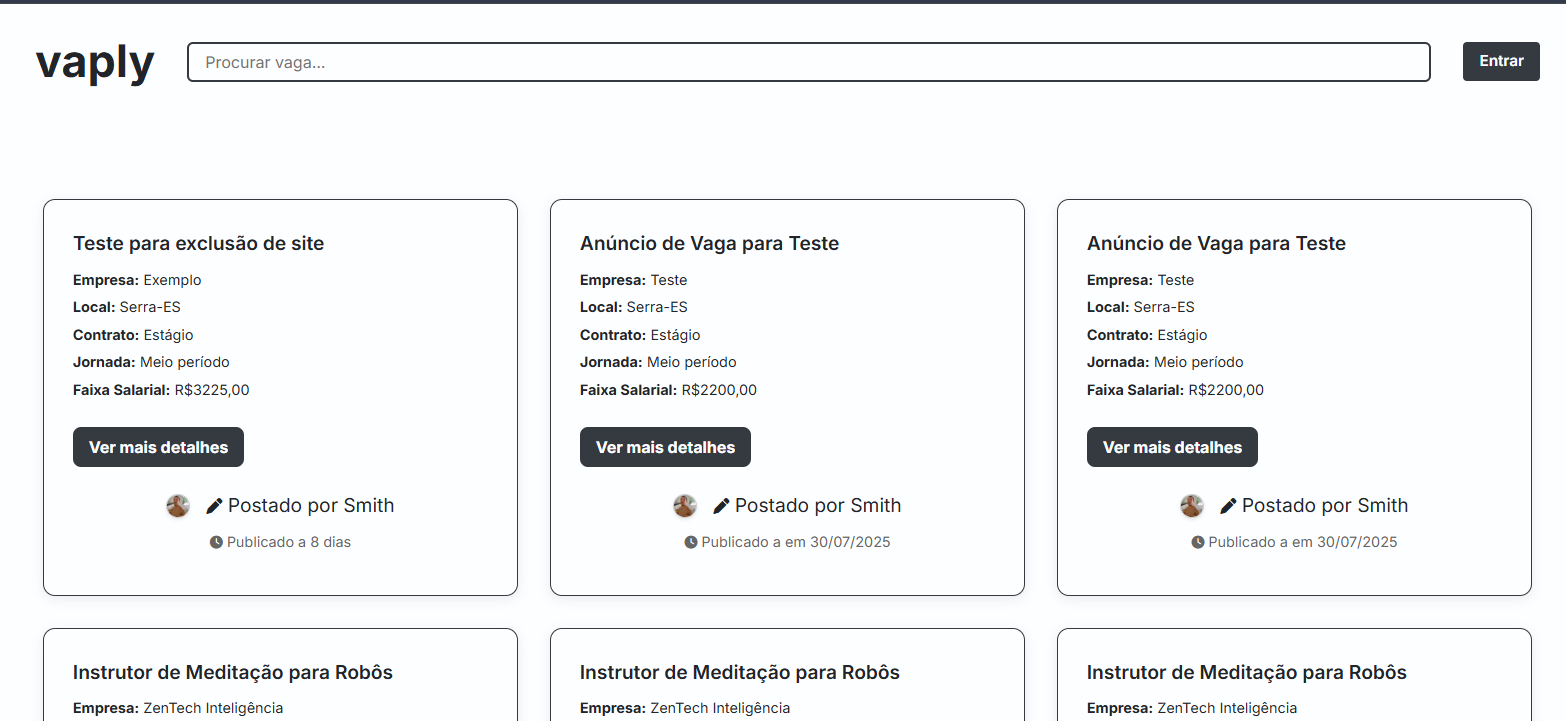 vaply
Procurar vaga...
Entrar
Teste para exclusão de site
Empresa: Exemplo
Local: Serra-ES
Contrato: Estágio
Jornada: Meio período
Faixa Salarial: R$3225,00
Ver mais detalhes
Postado por Smith
Publicado a 8 dias
Anúncio de Vaga para Teste
Empresa: Teste
Local: Serra-ES
Contrato: Estágio
Jornada: Meio período
Faixa Salarial: R$2200,00
Ver mais detalhes
Postado por Smith
Publicado a em 30/07/2025
Anúncio de Vaga para Teste
Empresa: Teste
Local: Serra-ES
Contrato: Estágio
Jornada: Meio período
Faixa Salarial: R$2200,00
Ver mais detalhes
Postado por Smith
Publicado a em 30/07/2025
Instrutor de Meditação para Robôs
Empresa: ZenTech Inteligência
Instrutor de Meditação para Robôs
Empresa: ZenTech Inteligência
Instrutor de Meditação para Robôs
Empresa: ZenTech Inteligência